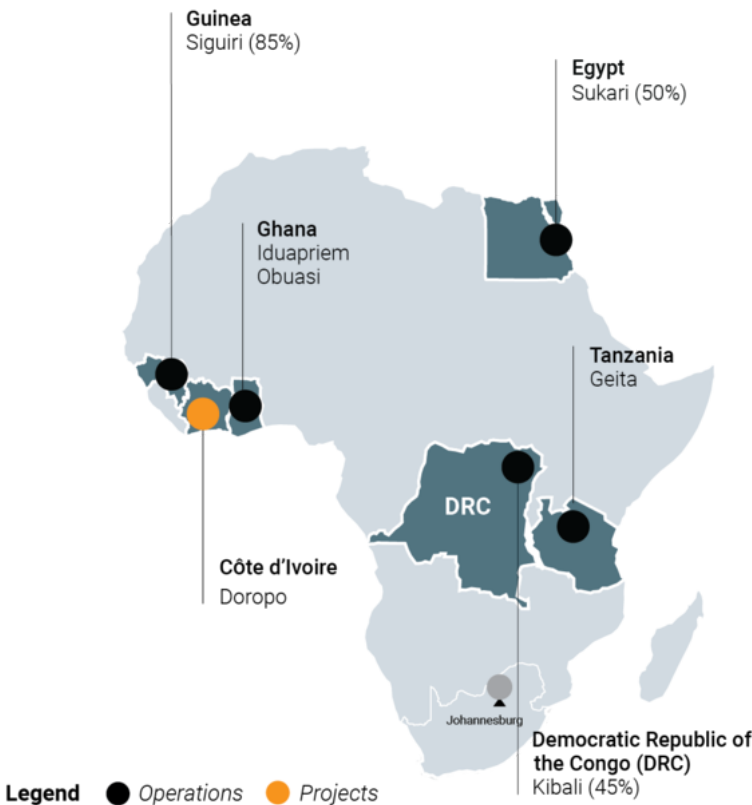 Guinea
Siguiri (85%)
Egypt
Sukari (50%)
Ghana
Iduapriem
Obuasi
Tanzania
Geita
DRC
Côte d’Ivoire
Doropo
Johannesburg
Democratic Republic of
the Congo (DRC)
Kibali (45%)
Legend Operations Projects